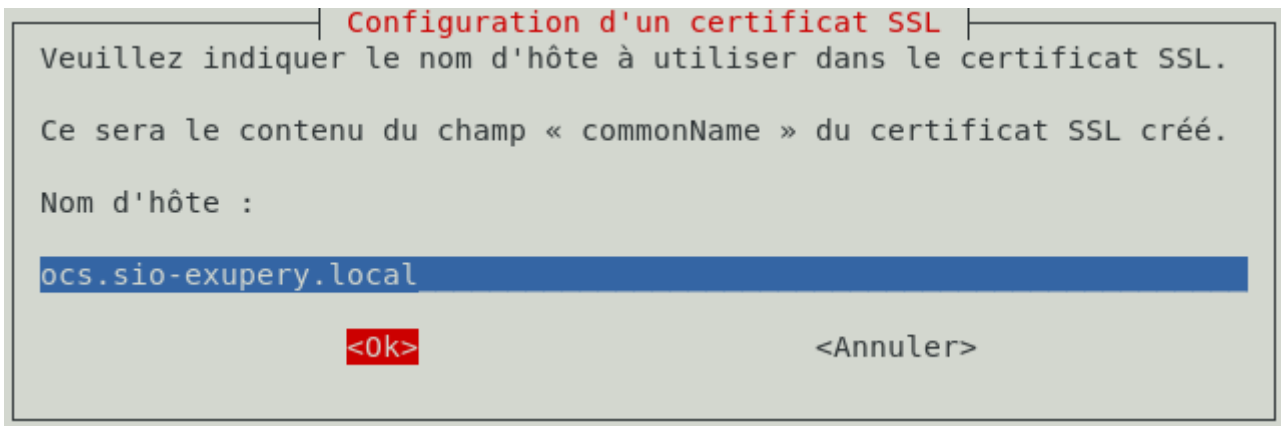 Configuration d'un certificat SSL
Veuillez indiquer le nom d'hôte à utiliser dans le certificat SSL.
Ce sera le contenu du champ « commonName » du certificat SSL créé.
Nom d'hôte :
ocs.sio-exupery.local
<Ok> <Annuler>